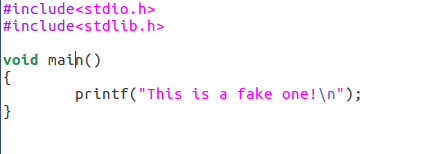 #include<stdio.h>
#include<stdlib.h>

void main()
{
        printf("This is a fake one!\n");
}